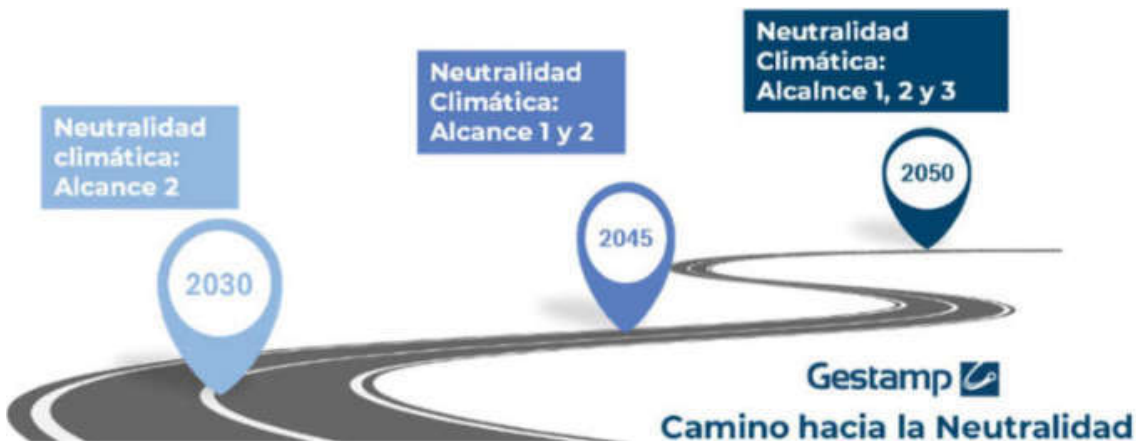 Neutralidad
climática:
Alcance 2
2030
Neutralidad
Climática:
Alcance 1 y 2
2045
Neutralidad
Climática:
Alcalnce 1, 2 y 3
2050
Gestamp
Camino hacia la Neutralidad